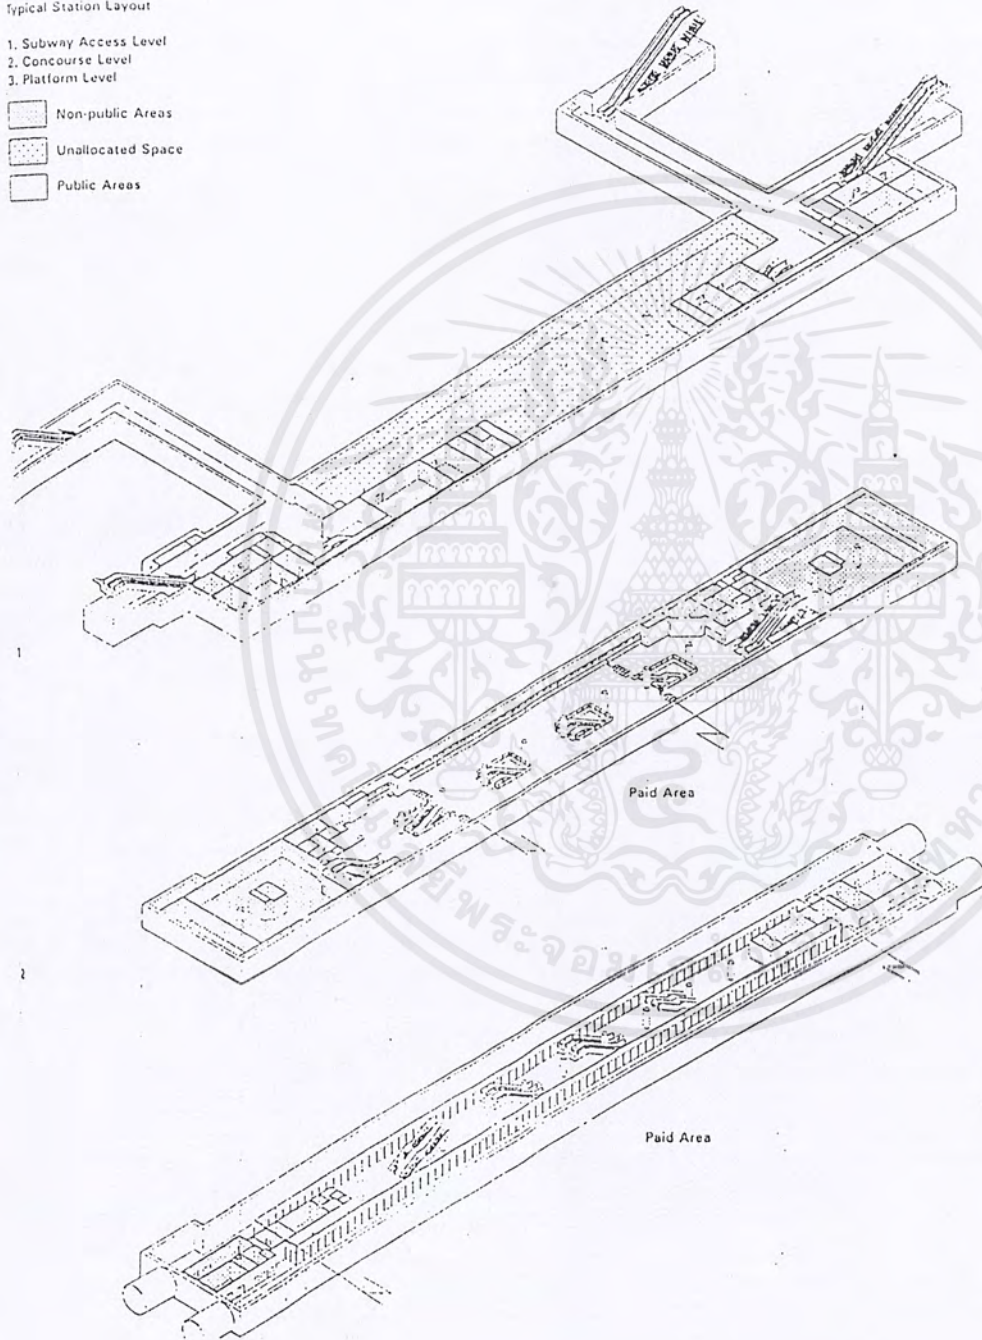 Typical Station Layout
1. Subway Access Level
2. Concourse Level
3. Platform Level
Non-public Areas
Unallocated Space
Public Areas
1
Paid Area
2
Paid Area